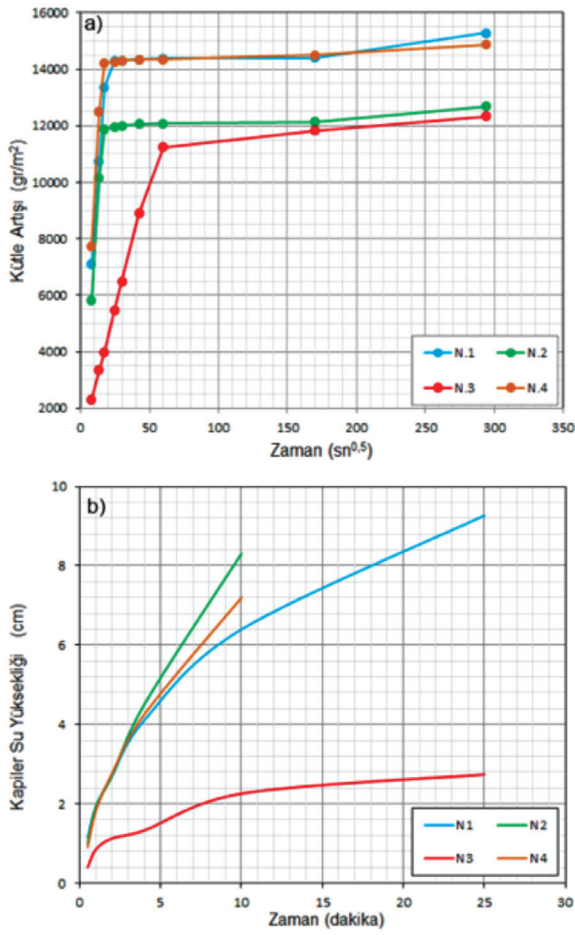 a)
16000
14000
12000
10000
8000
6000
4000
2000
Kütle Artışı (gr/m²)
0 50 100 150 200 250 300 350
Zaman (sn⁰,⁵)
N.1 N.2
N.3 N.4
b)
10
8
6
4
2
0
Kapiler Su Yüksekliği (cm)
0 5 10 15 20 25 30
Zaman (dakika)
N1 N2
N3 N4